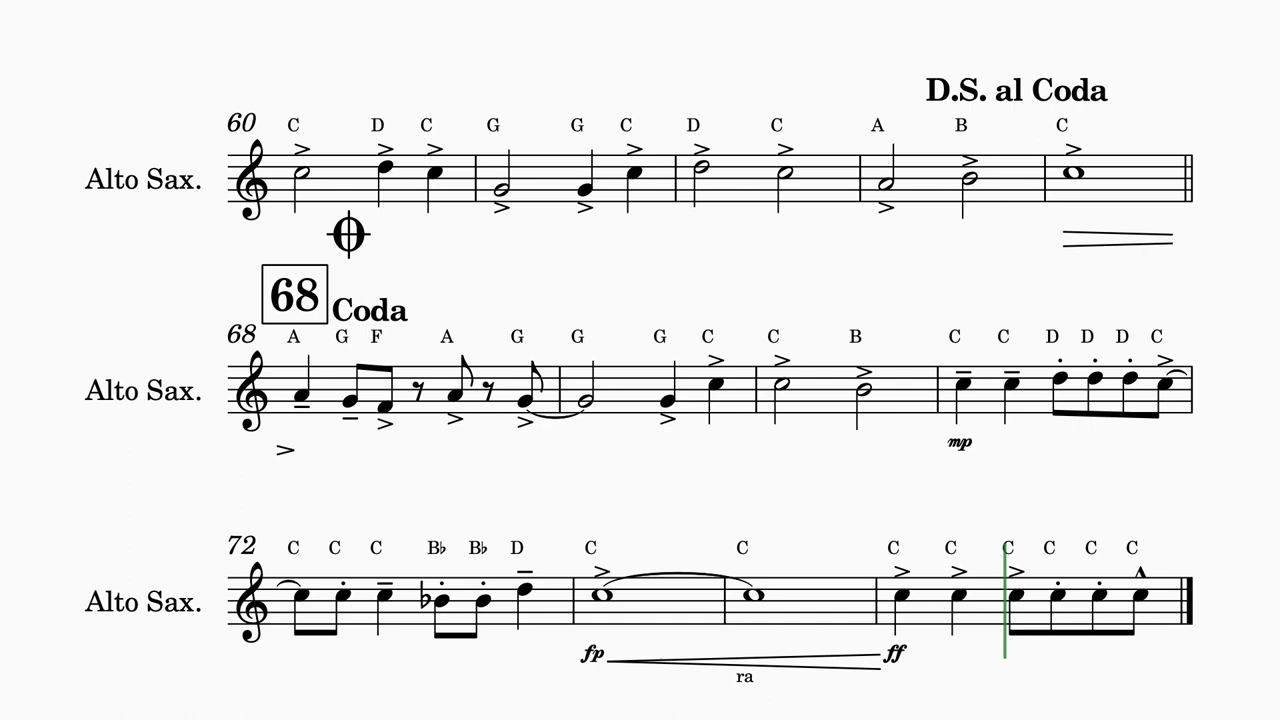 D.S. al Coda
60 C D C G G C D C A B C
Alto Sax.
68 Coda
68 A G F A G G G C C B C C D D D C
Alto Sax.
mp
72 C C C B♭ B♭ D C C C C C C C C
Alto Sax.
fp ff
ra